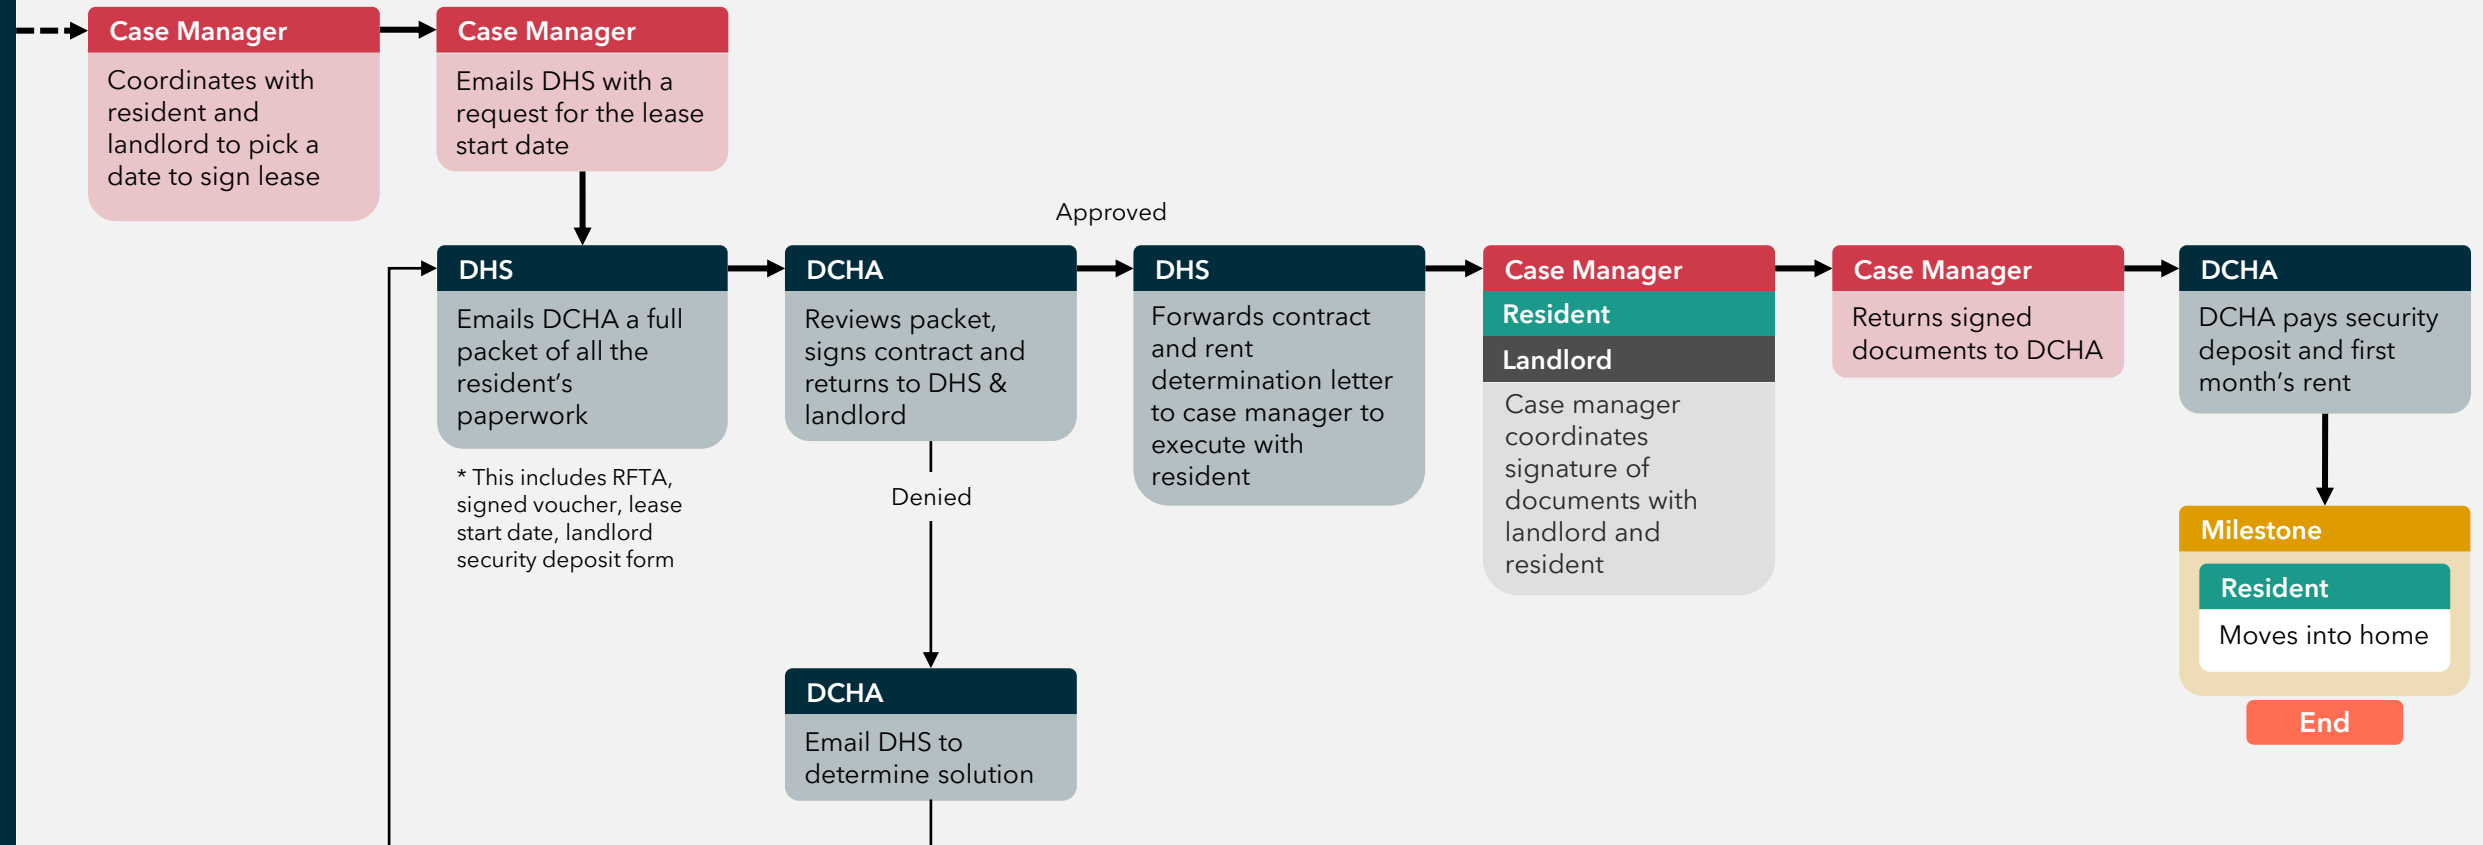 Case Manager
Coordinates with
resident and
landlord to pick a
date to sign lease
Case Manager
Emails DHS with a
request for the lease
start date
DHS
Emails DCHA a full
packet of all the
resident's
paperwork
* This includes RFTA,
signed voucher, lease
start date, landlord
security deposit form
DCHA
Reviews packet,
signs contract and
returns to DHS &
landlord
Approved
Denied
DCHA
Email DHS to
determine solution
DHS
Forwards contract
and rent
determination letter
to case manager to
execute with
resident
Case Manager
Resident
Landlord
Case manager
coordinates
signature of
documents with
landlord and
resident
Case Manager
Returns signed
documents to DCHA
DCHA
DCHA pays security
deposit and first
month's rent
Milestone
Resident
Moves into home
End